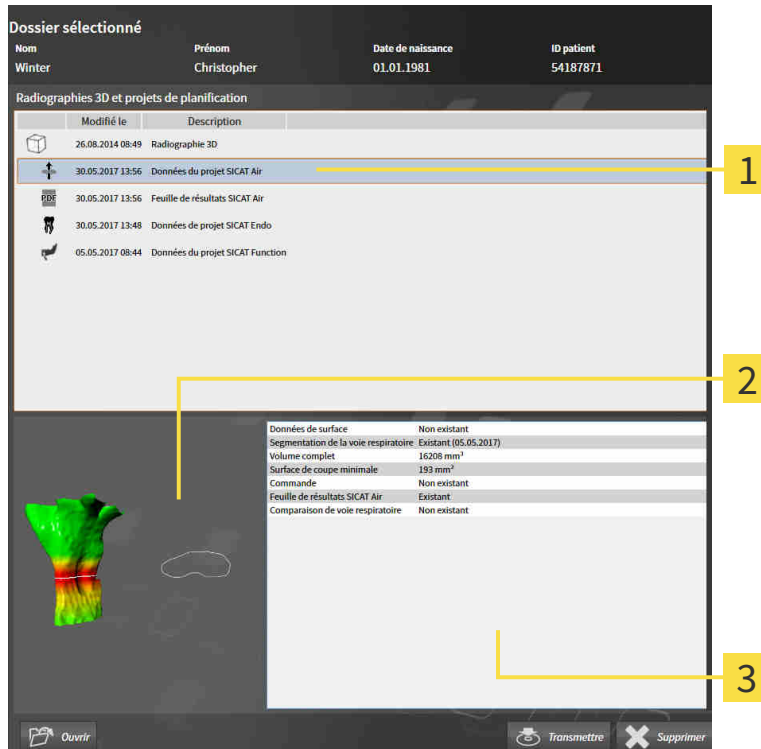 Dossier sélectionné
Nom Prénom Date de naissance ID patient
Winter Christopher 01.01.1981 54187871
Radiographies 3D et projets de planification
Modifié le Description
26.08.2014 08:49 Radiographie 3D
30.05.2017 13:56 Données du projet SICAT Air
1
PDF 30.05.2017 13:56 Feuille de résultats SICAT Air
30.05.2017 13:48 Données de projet SICAT Endo
05.05.2017 08:44 Données du projet SICAT Function
2
Données de surface Non existant
Segmentation de la voie respiratoire Existant (05.05.2017)
Volume complet 16208 mm³
Surface de coupe minimale 193 mm²
Commande Non existant
Feuille de résultats SICAT Air Existant
Comparaison de voie respiratoire Non existant
3
Ouvrir Transmettre Supprimer